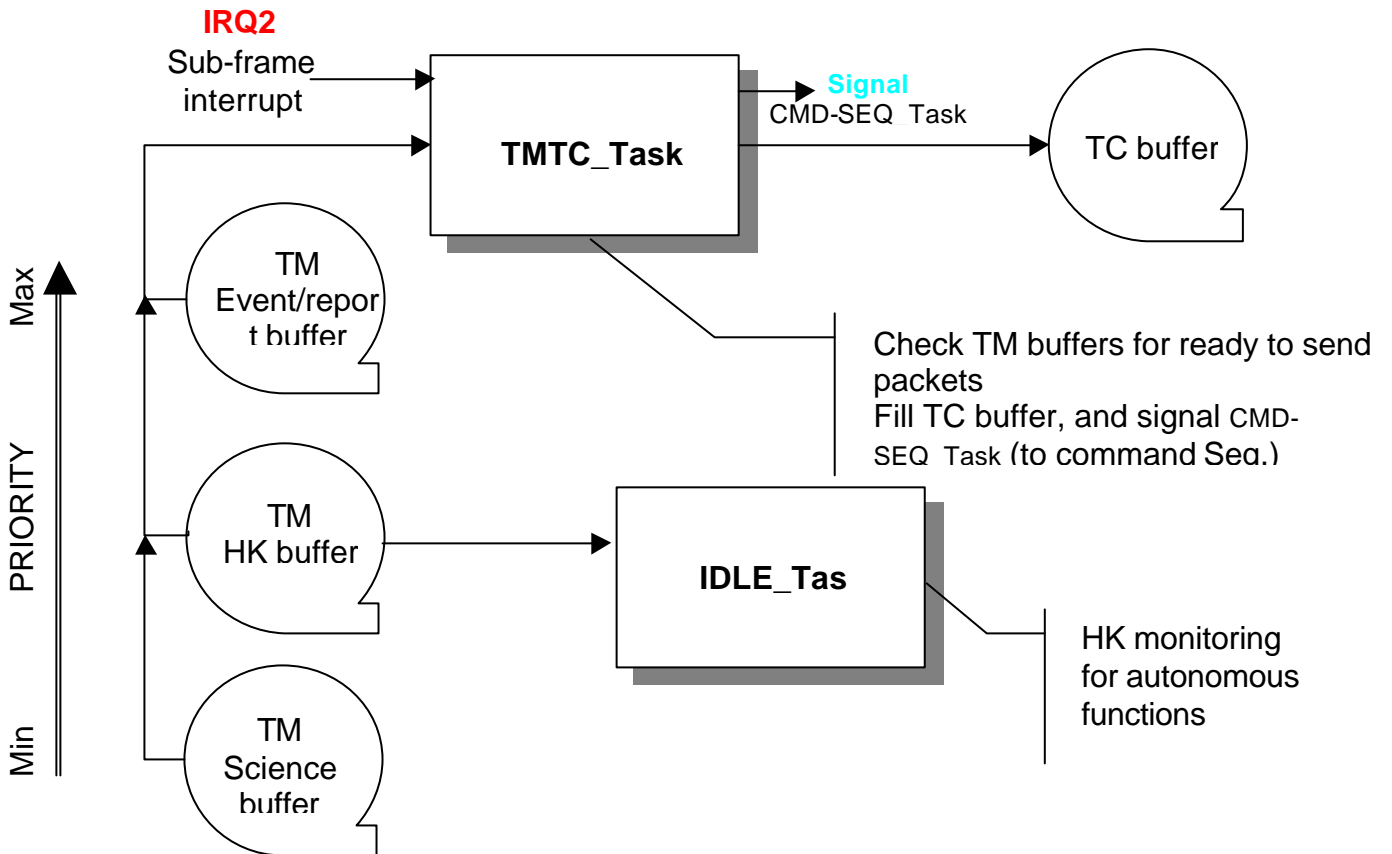 IRQ2
Sub-frame
interrupt
Signal
CMD-SEQ_Task
TMTC_Task
TC buffer
TM
Event/repor
t buffer
Max
PRIORITY
Min
Check TM buffers for ready to send
packets
Fill TC buffer, and signal CMD-
SEQ_Task (to command Seq.)
TM
HK buffer
IDLE_Tas
HK monitoring
for autonomous
functions
TM
Science
buffer